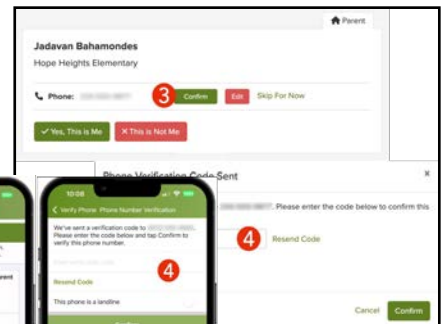 Parent
Jadavan Bahamondes
Hope Heights Elementary
Phone:
3
Confirm
Edit
Skip For Now
✓ Yes, This is Me
✕ This is Not Me
Phone Verification Code Sent
x
. Please enter the code below to confirm this
4
Resend Code
Cancel
Confirm
10:08
Verify Phone Phone Number Verification
We've sent a verification code to
Please enter the code below and tap Confirm to
verify this phone number.
4
Resend Code
This phone is a landline